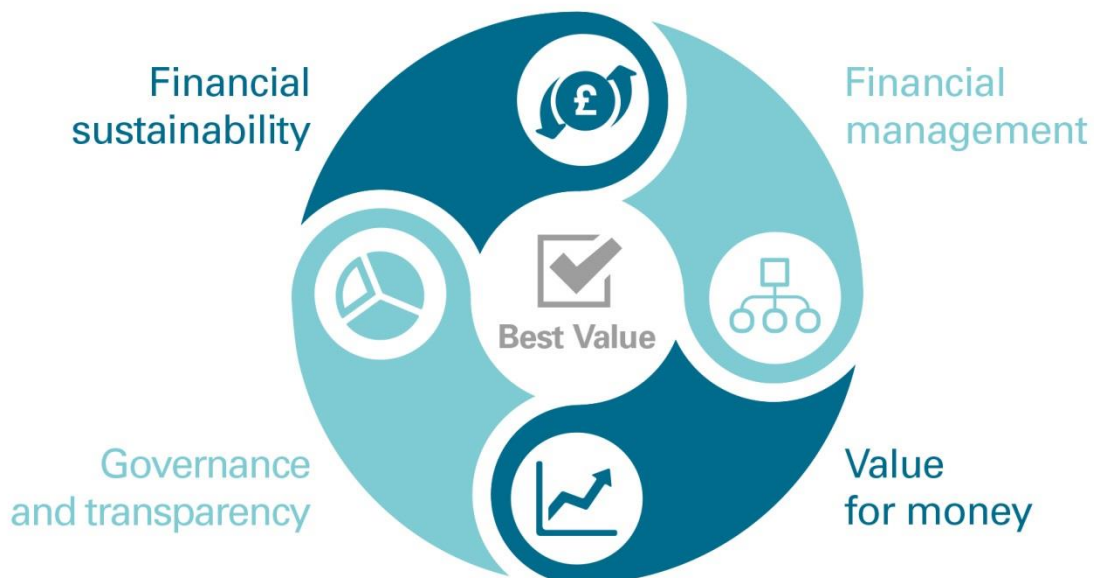 Financial
sustainability
Financial
management
£
Best Value
Governance
and transparency
Value
for money